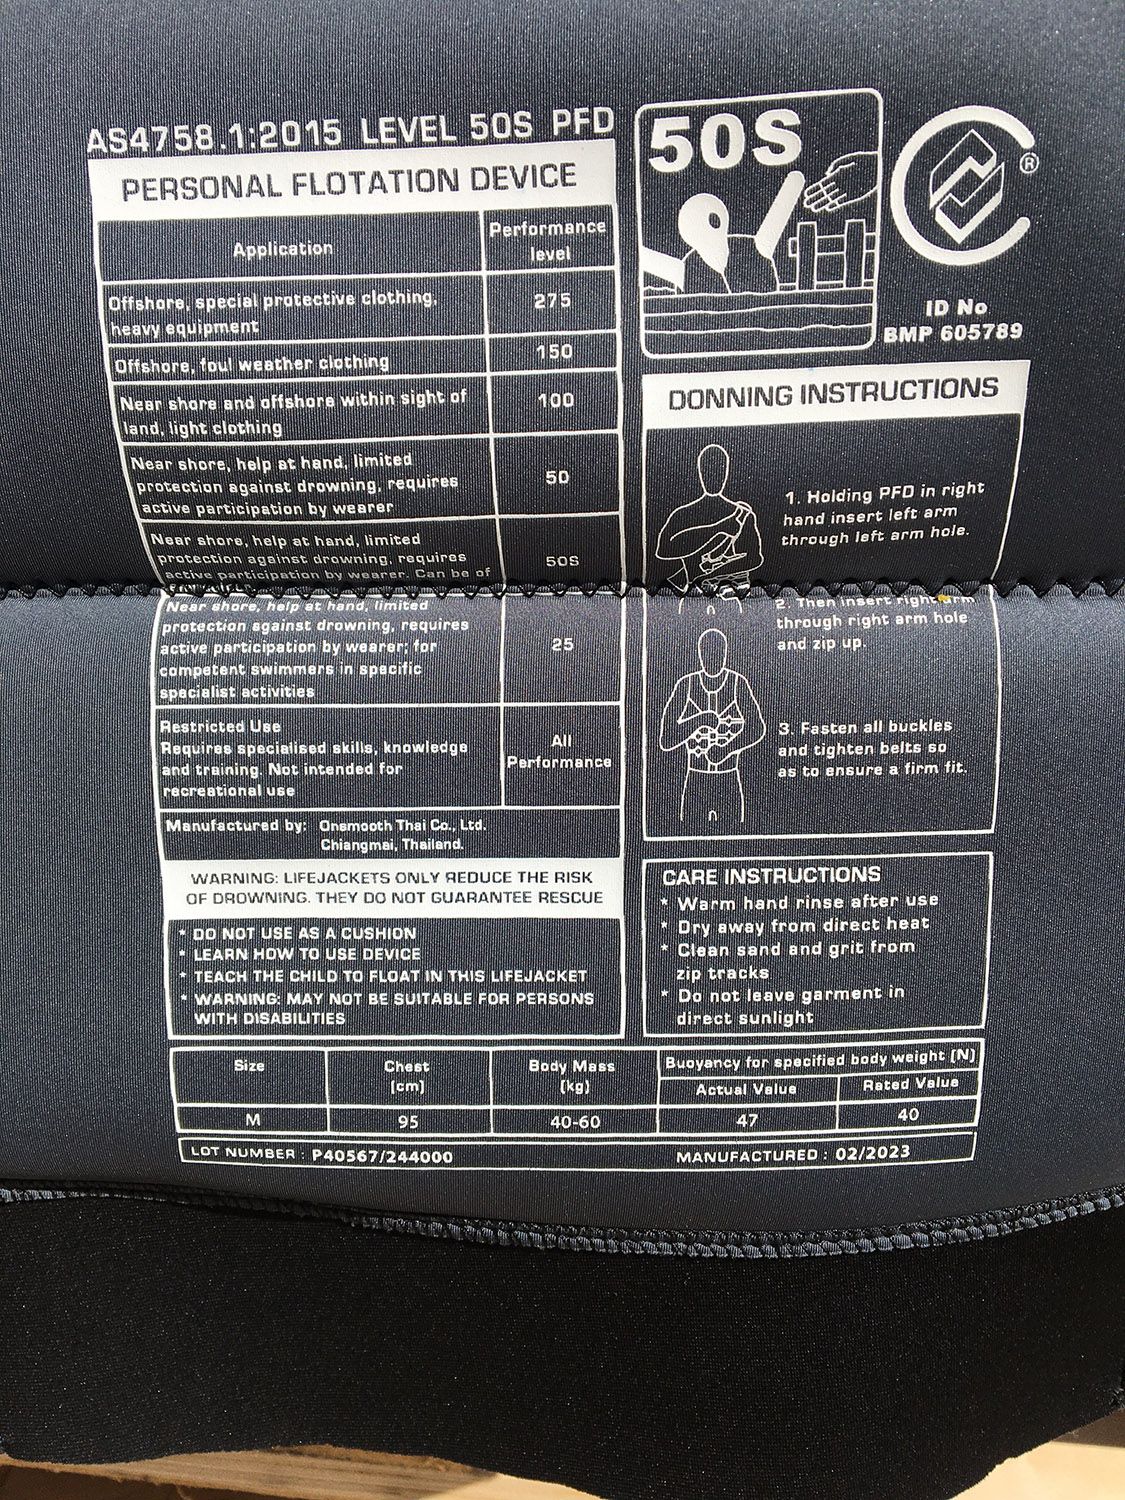 AS4758.1:2015 LEVEL 50S PFD
PERSONAL FLOTATION DEVICE
Application
Performance
level
Offshore, special protective clothing,
heavy equipment
275
Offshore, foul weather clothing
150
Near shore and offshore within sight of
land, light clothing
100
Near shore, help at hand, limited
protection against drowning, requires
active participation by wearer
50
Near shore, help at hand, limited
protection against drowning, requires
active participation by wearer. Can be of
50S
Near shore, help at hand, limited
protection against drowning, requires
active participation by wearer; for
competent swimmers in specific
specialist activities
25
Restricted Use
Requires specialised skills, knowledge
and training. Not intended for
recreational use
All
Performance
Manufactured by: Onemooth Thai Co., Ltd.
Chiangmai, Thailand.
WARNING: LIFEJACKETS ONLY REDUCE THE RISK
OF DROWNING. THEY DO NOT GUARANTEE RESCUE
* DO NOT USE AS A CUSHION
* LEARN HOW TO USE DEVICE
* TEACH THE CHILD TO FLOAT IN THIS LIFEJACKET
* WARNING: MAY NOT BE SUITABLE FOR PERSONS
WITH DISABILITIES
50S
®
ID No
BMP 605789
DONNING INSTRUCTIONS
1. Holding PFD in right
hand insert left arm
through left arm hole.
2. Then insert right arm
through right arm hole
and zip up.
3. Fasten all buckles
and tighten belts so
as to ensure a firm fit.
CARE INSTRUCTIONS
* Warm hand rinse after use
* Dry away from direct heat
* Clean sand and grit from
zip tracks
* Do not leave garment in
direct sunlight
Size
Chest
(cm)
Body Mass
(kg)
Buoyancy for specified body weight (N)
Actual Value
Rated Value
M
95
40-60
47
40
LOT NUMBER : P40567/244000
MANUFACTURED : 02/2023